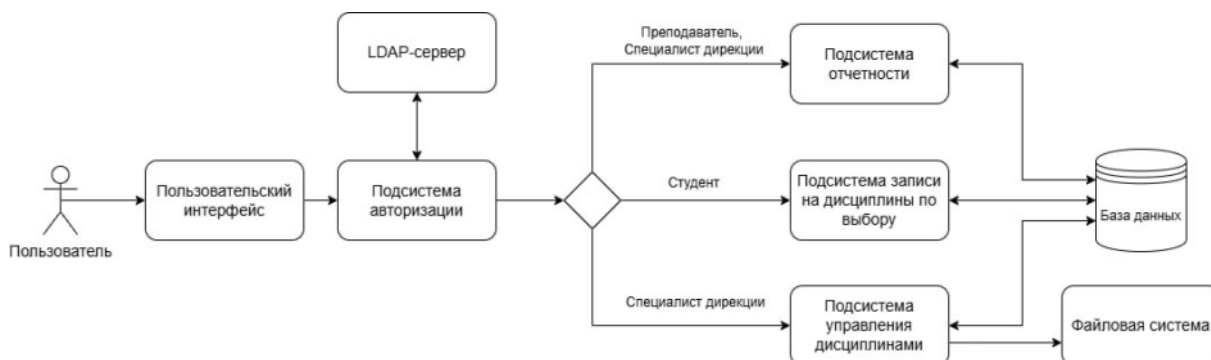 LDAP-сервер
Преподаватель,
Специалист дирекции
Подсистема
отчетности
Пользователь
Пользовательский
интерфейс
Подсистема
авторизации
Студент
Подсистема записи
на дисциплины по
выбору
База данных
Специалист дирекции
Подсистема
управления
дисциплинами
Файловая система